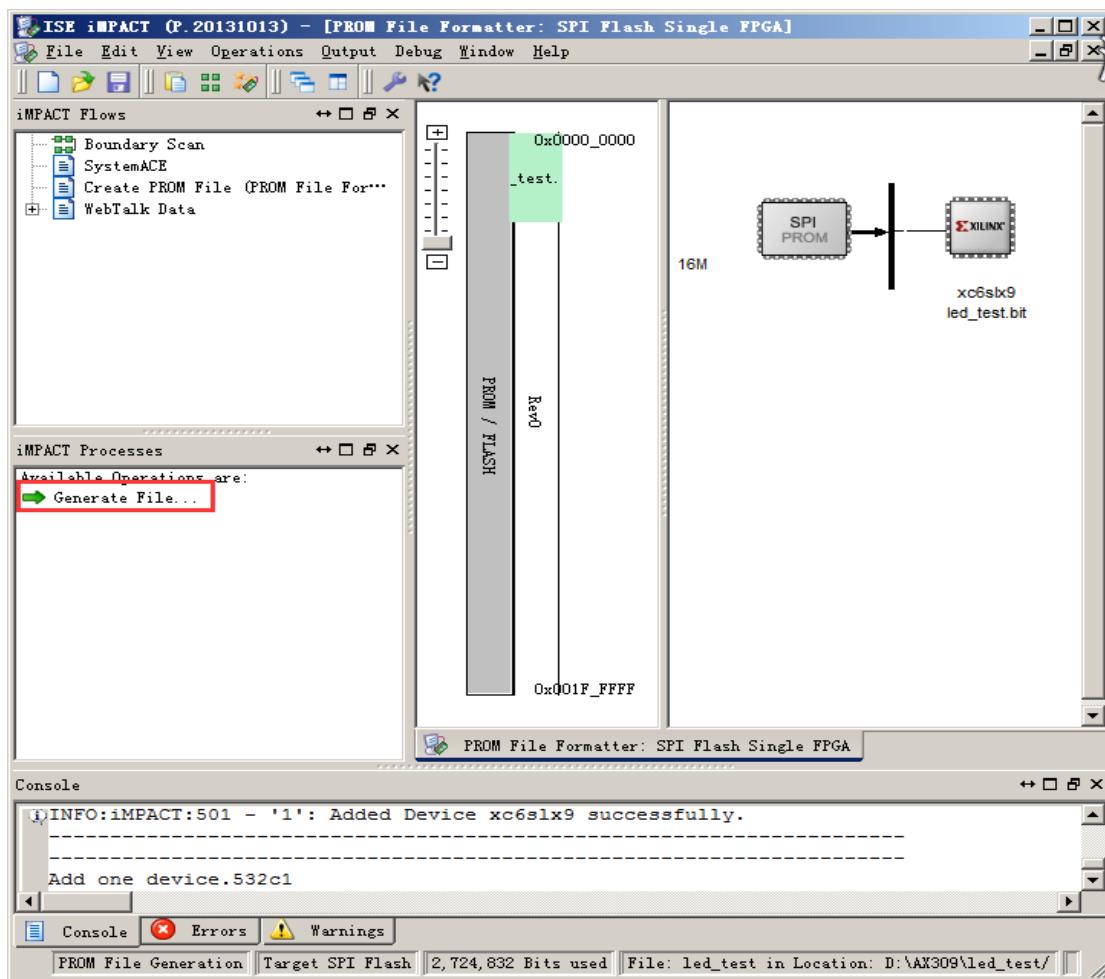 ISE iMPACT (P.20131013) - [PROM File Formatter: SPI Flash Single FPGA]
File Edit View Operations Output Debug Window Help
iMPACT Flows
Boundary Scan
SystemACE
Create PROM File (PROM File For···
WebTalk Data
iMPACT Processes
Available Operations are:
Generate File...
0x0000_0000
_test.
PROM / FLASH
Rev0
0x001F_FFFF
16M
SPI
PROM
XILINX
xc6slx9
led_test.bit
PROM File Formatter: SPI Flash Single FPGA
Console
INFO:iMPACT:501 - '1': Added Device xc6slx9 successfully.
----------------------------------------------------------------------
----------------------------------------------------------------------
Add one device.532c1
Console Errors Warnings
PROM File Generation Target SPI Flash 2,724,832 Bits used File: led_test in Location: D:\AX309\led_test/